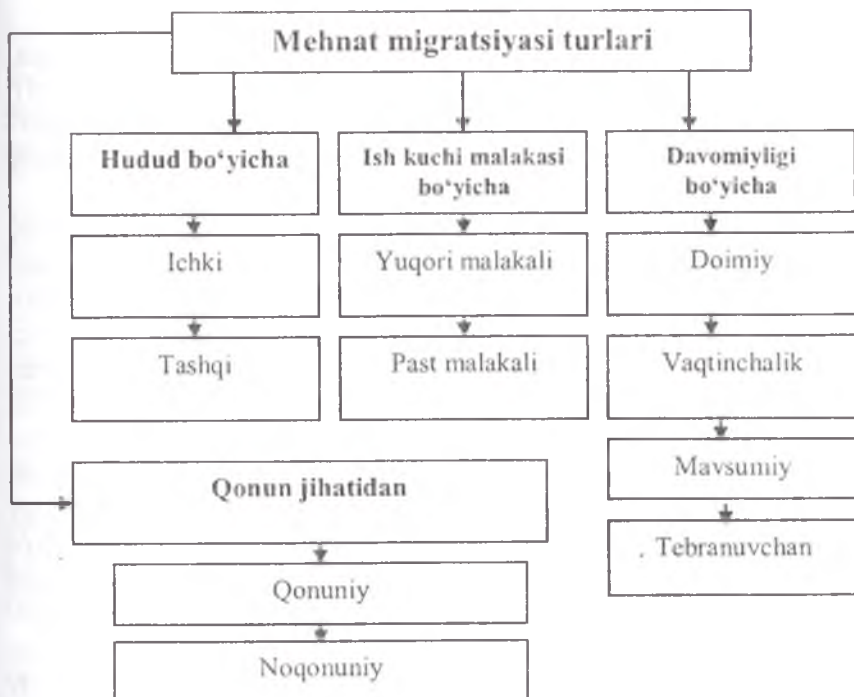 Mehnat migratsiyasi turlari
Hudud bo‘yicha
Ish kuchi malakasi
bo‘yicha
Davomiyligi
bo‘yicha
Ichki
Yuqori malakali
Doimiy
Tashqi
Past malakali
Vaqtinchalik
Mavsumiy
Tebranuvchan
Qonun jihatidan
Qonuniy
Noqonuniy